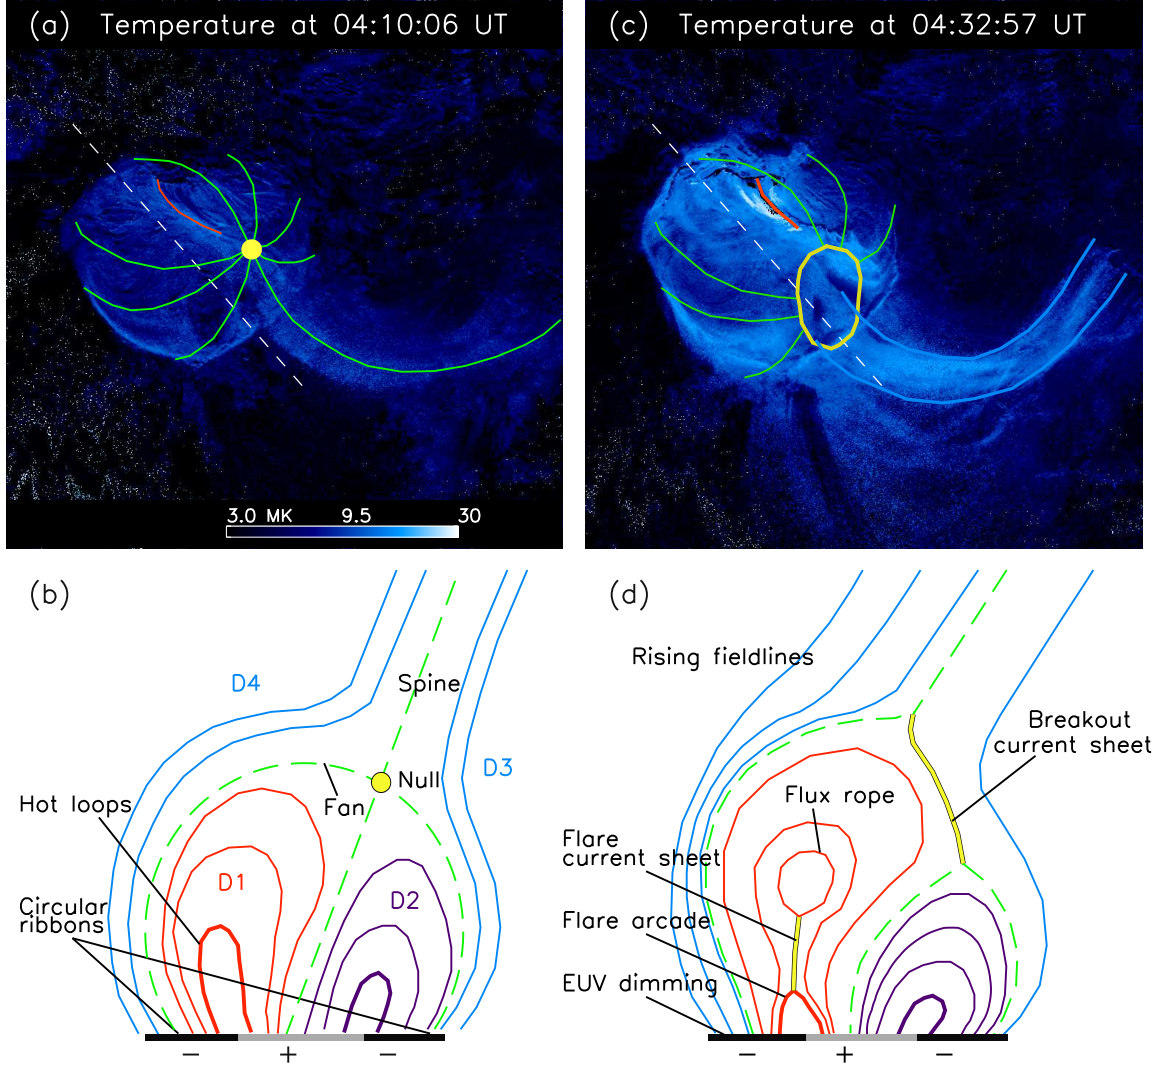 (a) Temperature at 04:10:06 UT
3.0 MK 9.5 30
(c) Temperature at 04:32:57 UT
(b)
D4
Spine
D3
Null
Fan
Hot loops
D1
D2
Circular
ribbons
− + −
(d)
Rising fieldlines
Breakout
current sheet
Flux rope
Flare
current sheet
Flare arcade
EUV dimming
− + −